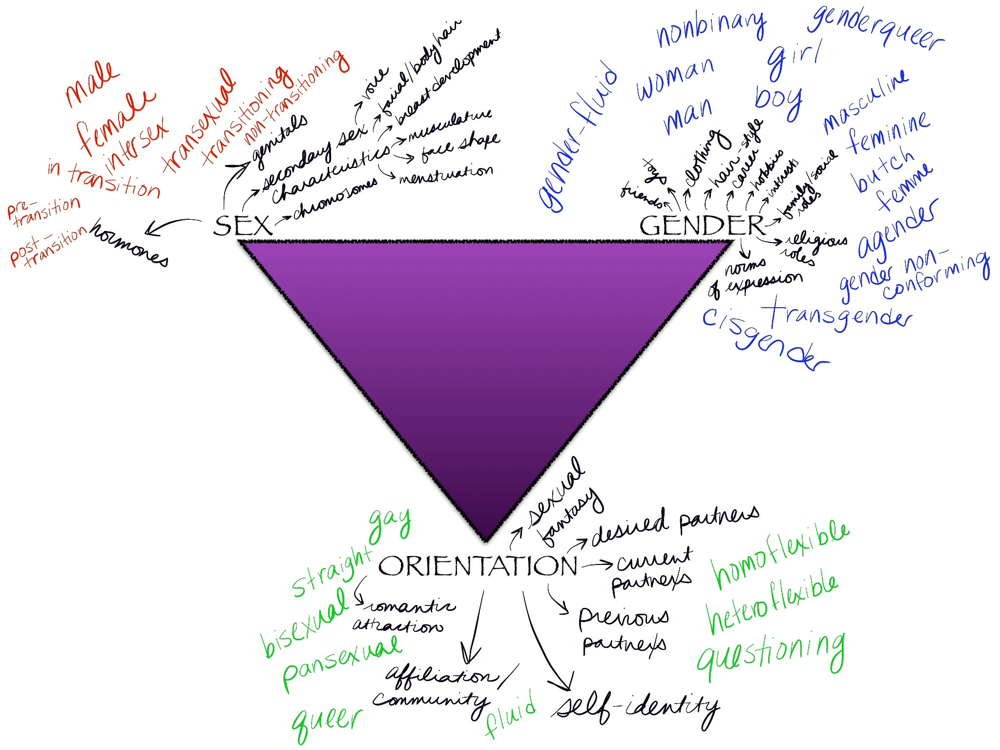 male
female
intersex
in transition
pre-
transition
post-
transition
transexual
transitioning
non-transitioning
SEX
hormones
genitals
secondary sex
characteristics
chromosomes
voice
facial/body hair
breast development
musculature
face shape
menstruation
nonbinary
genderqueer
woman
girl
man
boy
gender-fluid
masculine
feminine
butch
femme
agender
gender non-
conforming
transgender
cisgender
GENDER
friends
toys
clothing
hair-style
career
hobbies
interests
family/social
roles
religious
roles
norms
of expression
ORIENTATION
sexual
fantasy
desired partners
current
partner/s
previous
partner/s
self-identity
affiliation/
community
romantic
attraction
gay
straight
bisexual
pansexual
queer
fluid
homoflexible
heteroflexible
questioning